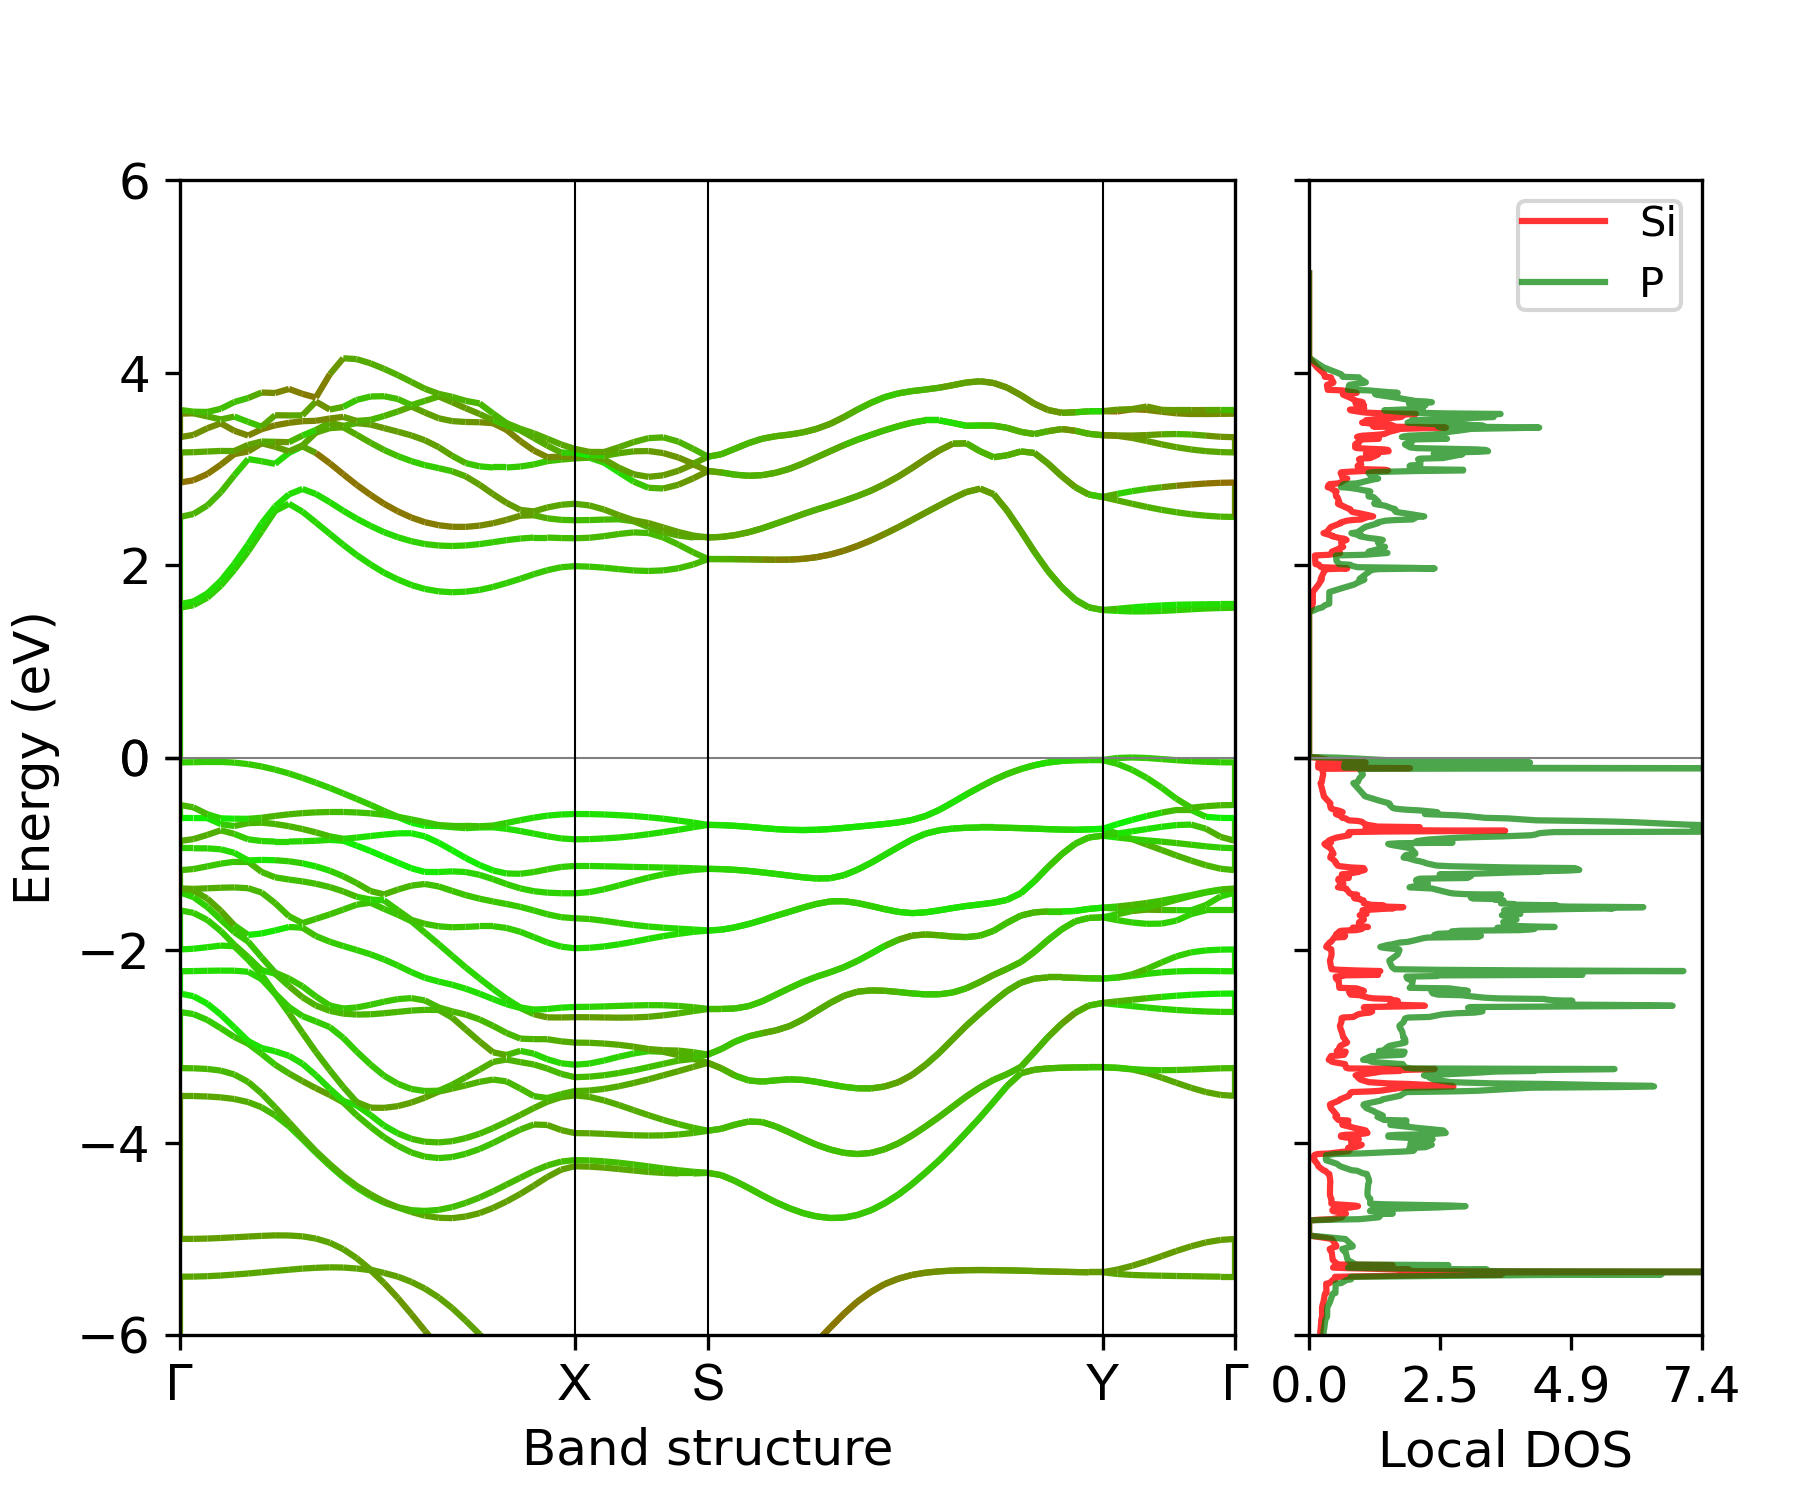 6
4
2
0
−2
−4
−6
Energy (eV)
Γ X S Y Γ
Band structure
Si
P
0.0 2.5 4.9 7.4
Local DOS